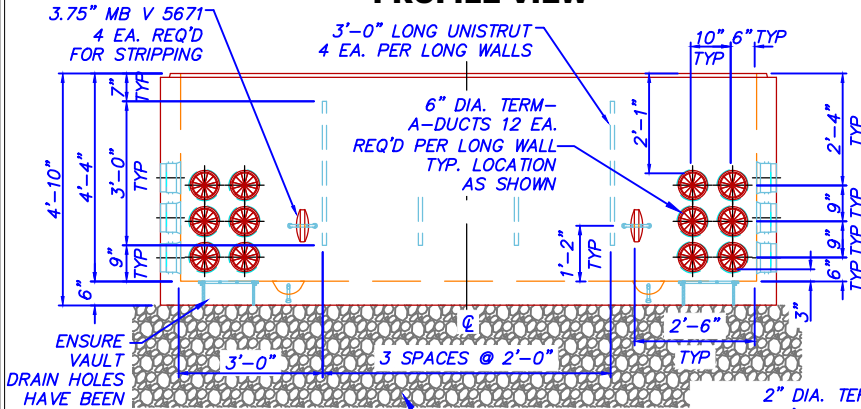 PROFILE VIEW
3.75" MB V 5671
4 EA. REQ'D
FOR STRIPPING
3'-0" LONG UNISTRUT
4 EA. PER LONG WALLS
10" 6" TYP
TYP
6" DIA. TERM-
A-DUCTS 12 EA.
REQ'D PER LONG WALL
TYP. LOCATION
AS SHOWN
4'-10"
4'-4"
7"
3'-0" TYP
9" TYP
6"
2'-1"
2'-4" TYP
9" TYP
9" TYP
6" TYP
3"
1'-2" TYP
ENSURE
VAULT
DRAIN HOLES
HAVE BEEN
3'-0"
3 SPACES @ 2'-0"
℄
2'-6"
TYP
2" DIA. TE